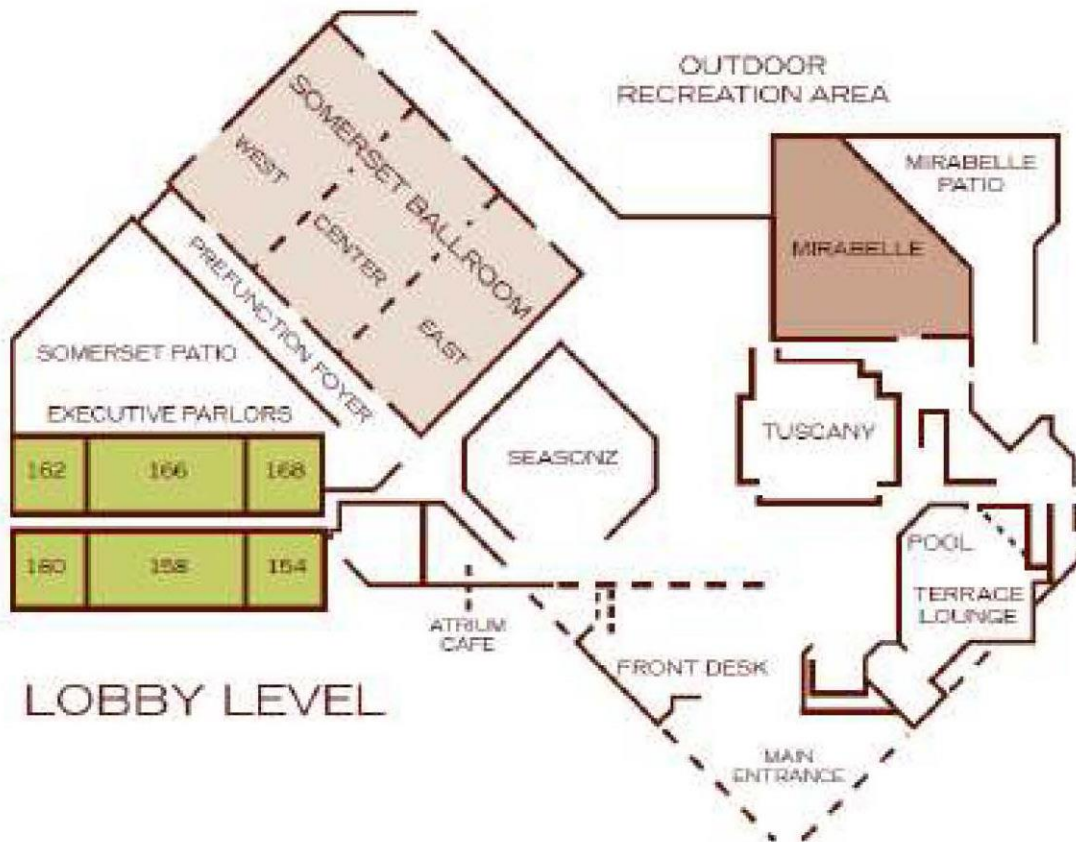 OUTDOOR
RECREATION AREA
SOMERSET BALLROOM
WEST
CENTER
EAST
PREFUNCTION FOYER
MIRABELLE
PATIO
MIRABELLE
SOMERSET PATIO
EXECUTIVE PARLORS
162
166
168
160
158
154
SEASONZ
TUSCANY
POOL
TERRACE
LOUNGE
ATRIUM
CAFE
FRONT DESK
LOBBY LEVEL
MAIN
ENTRANCE